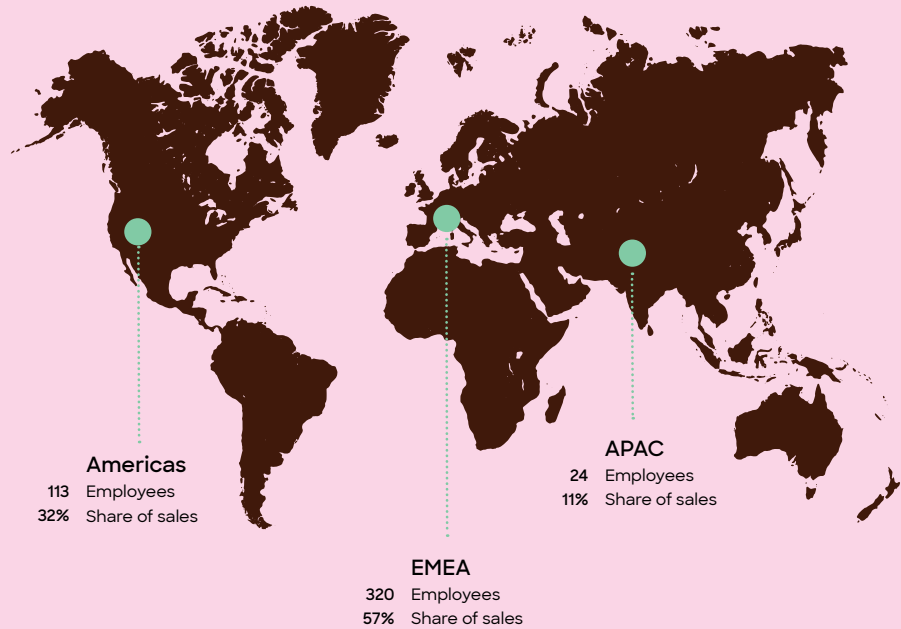 Americas
113 Employees
32% Share of sales
EMEA
320 Employees
57% Share of sales
APAC
24 Employees
11% Share of sales